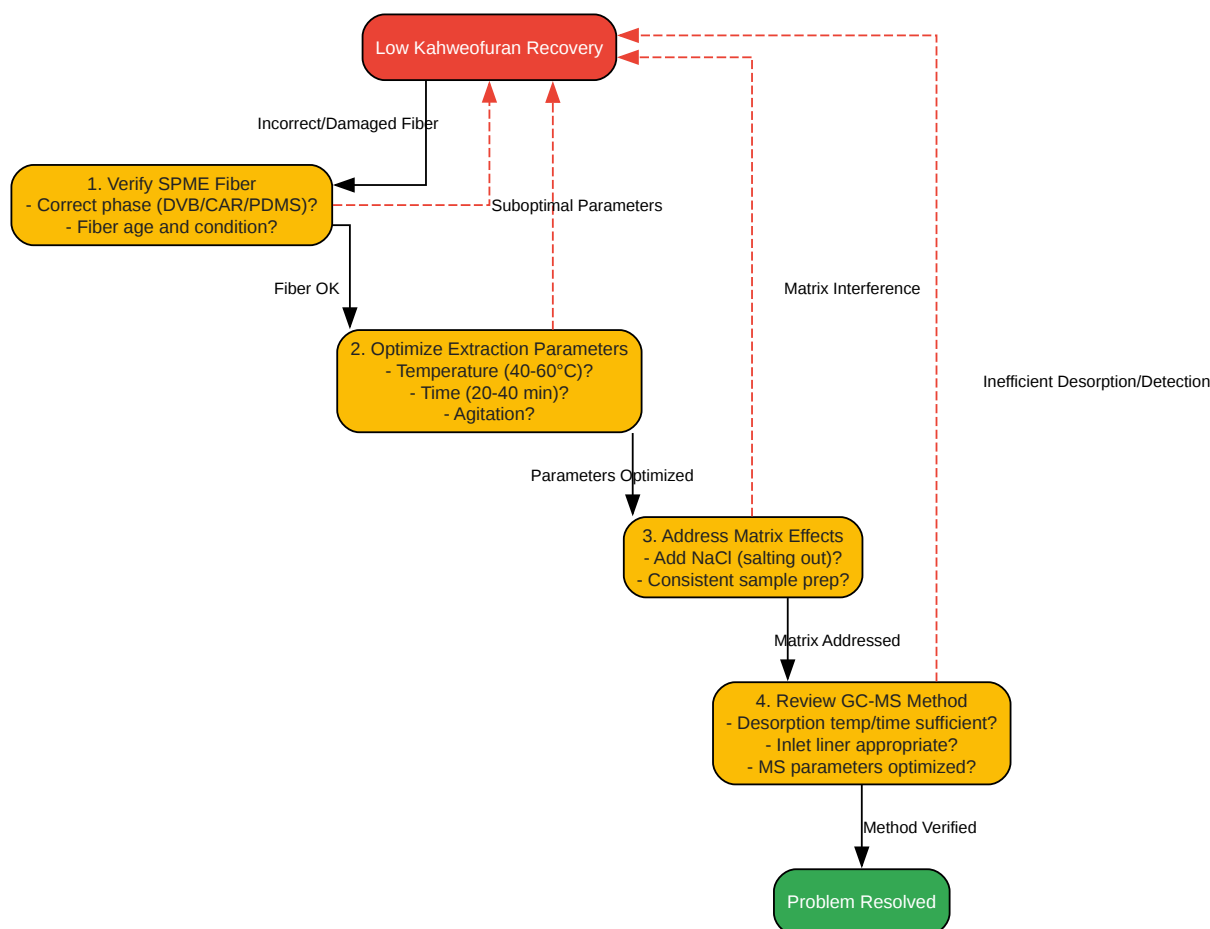 Low Kahweofuran Recovery
Incorrect/Damaged Fiber
1. Verify SPME Fiber
- Correct phase (DVB/CAR/PDMS)?
- Fiber age and condition?
Suboptimal Parameters
Fiber OK
Matrix Interference
2. Optimize Extraction Parameters
- Temperature (40-60°C)?
- Time (20-40 min)?
- Agitation?
Inefficient Desorption/Detection
Parameters Optimized
3. Address Matrix Effects
- Add NaCl (salting out)?
- Consistent sample prep?
Matrix Addressed
4. Review GC-MS Method
- Desorption temp/time sufficient?
- Inlet liner appropriate?
- MS parameters optimized?
Method Verified
Problem Resolved